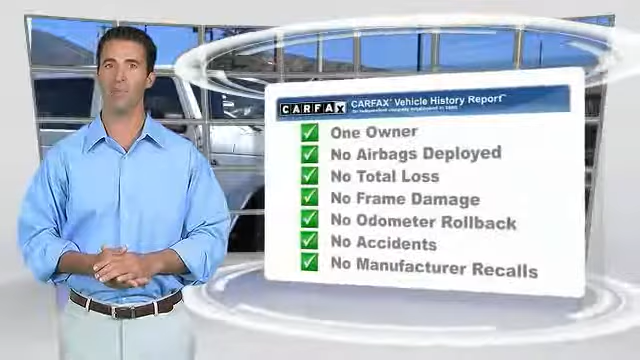 CARFAX CARFAX Vehicle History Report™
One Owner
No Airbags Deployed
No Total Loss
No Frame Damage
No Odometer Rollback
No Accidents
No Manufacturer Recalls